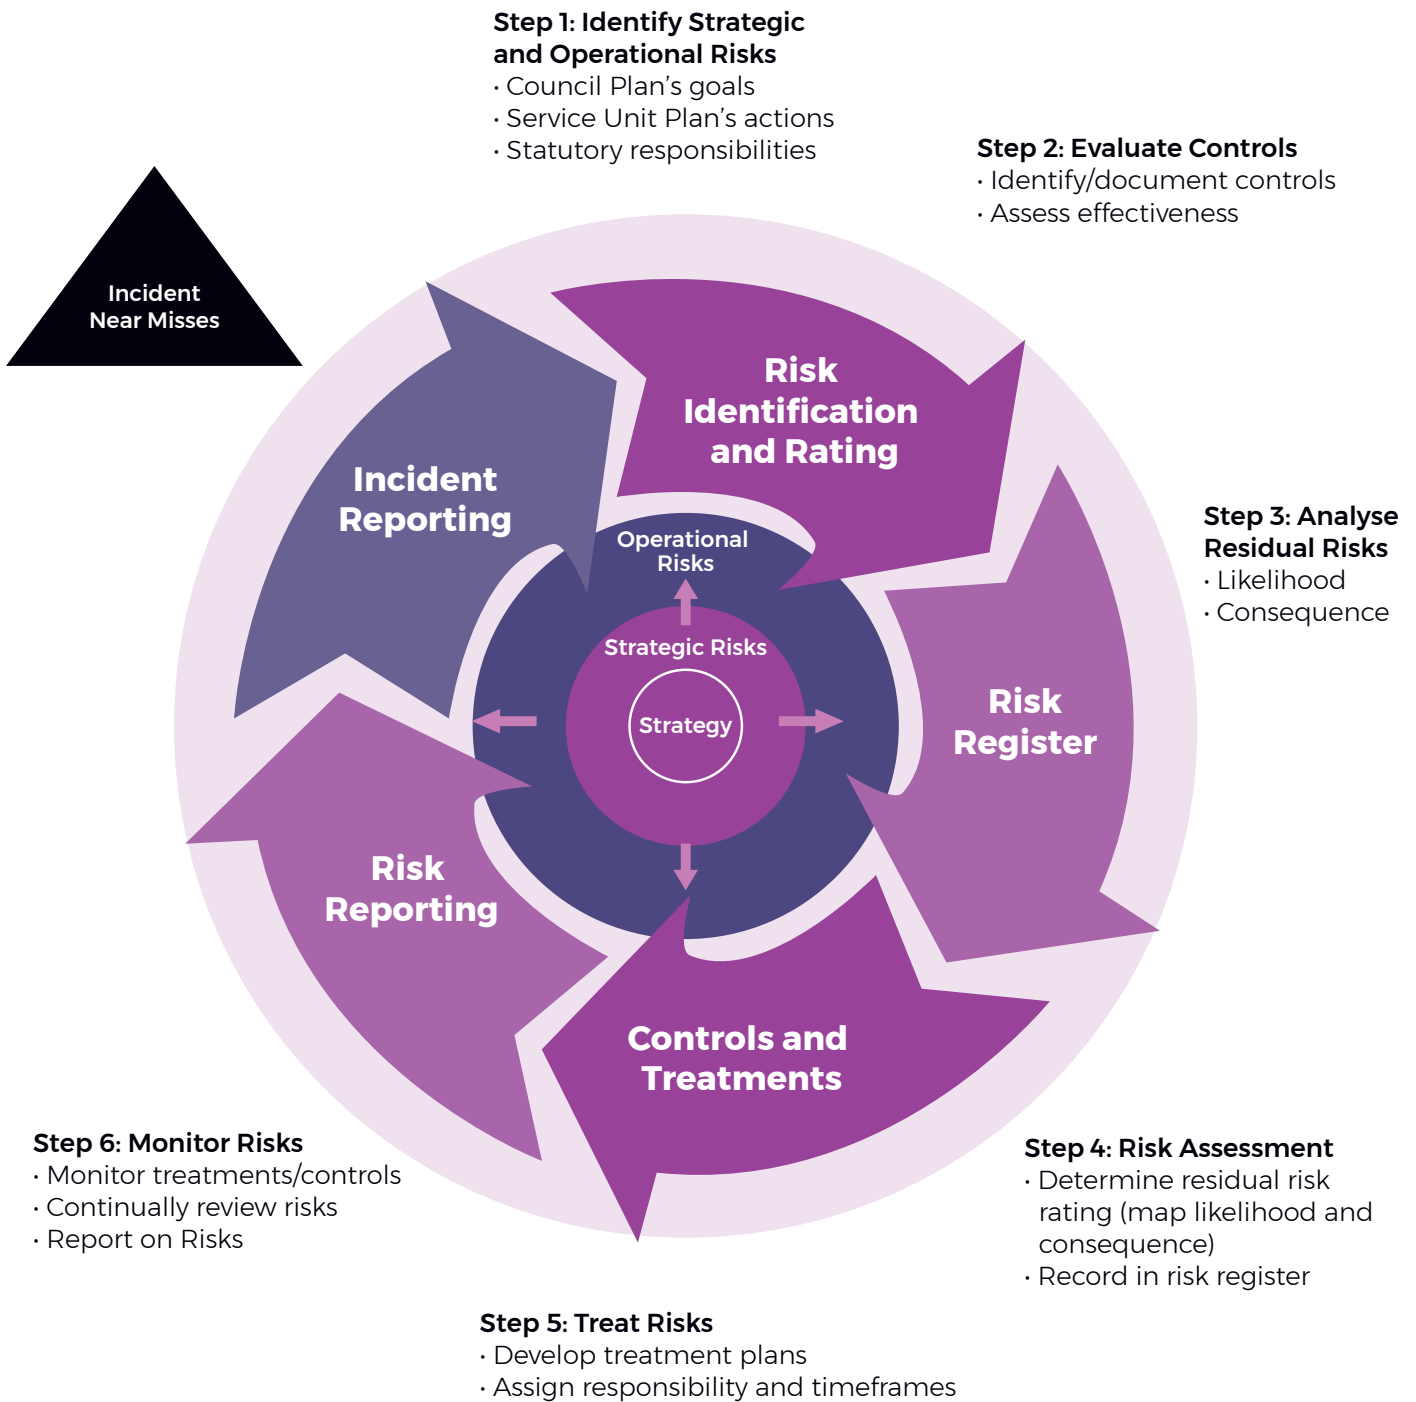 Step 1: Identify Strategic
and Operational Risks
• Council Plan's goals
• Service Unit Plan's actions
• Statutory responsibilities
Step 2: Evaluate Controls
• Identify/document controls
• Assess effectiveness
Incident
Near Misses
Risk
Identification
and Rating
Incident
Reporting
Step 3: Analyse
Residual Risks
• Likelihood
• Consequence
Operational
Risks
Strategic Risks
Strategy
Risk
Register
Risk
Reporting
Controls and
Treatments
Step 4: Risk Assessment
• Determine residual risk
rating (map likelihood and
consequence)
• Record in risk register
Step 5: Treat Risks
• Develop treatment plans
• Assign responsibility and timeframes
Step 6: Monitor Risks
• Monitor treatments/controls
• Continually review risks
• Report on Risks